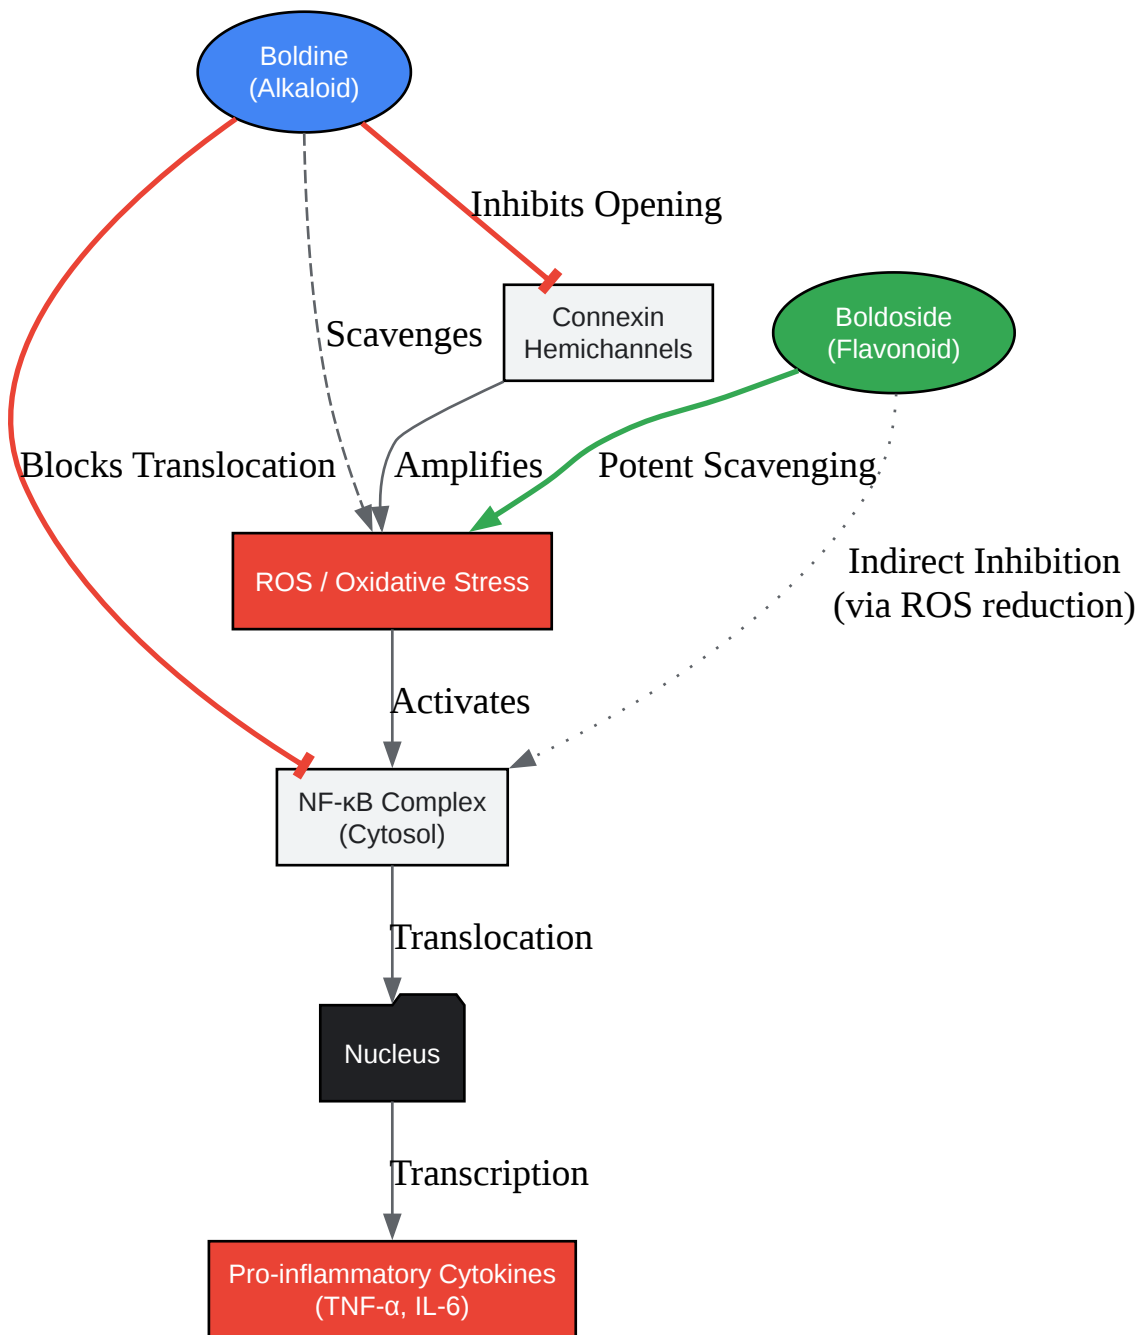 Boldine
(Alkaloid)
Inhibits Opening
Connexin
Hemichannels
Boldoside
(Flavonoid)
Scavenges
Blocks Translocation
Amplifies
Potent Scavenging
ROS / Oxidative Stress
Indirect Inhibition
(via ROS reduction)
Activates
NF-κB Complex
(Cytosol)
Translocation
Nucleus
Transcription
Pro-inflammatory Cytokines
(TNF-α, IL-6)